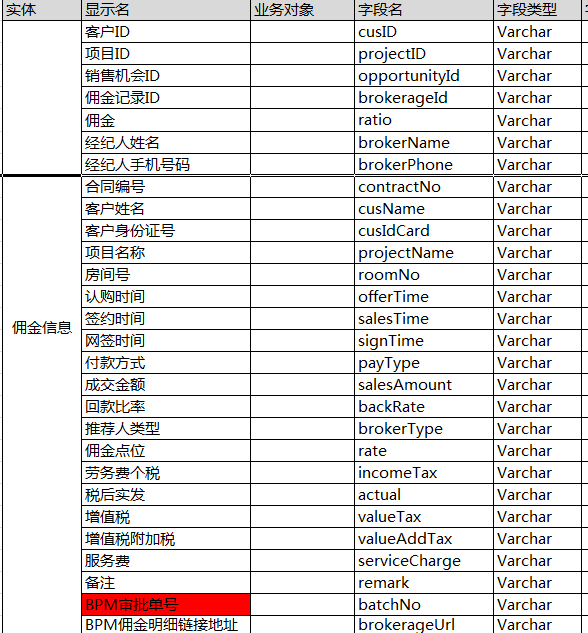 实体 显示名 业务对象 字段名 字段类型
客户ID cusID Varchar
项目ID projectID Varchar
销售机会ID opportunityId Varchar
佣金记录ID brokerageId Varchar
佣金 ratio Varchar
经纪人姓名 brokerName Varchar
经纪人手机号码 brokerPhone Varchar
合同编号 contractNo Varchar
客户姓名 cusName Varchar
客户身份证号 cusIdCard Varchar
项目名称 projectName Varchar
房间号 roomNo Varchar
认购时间 offerTime Varchar
签约时间 salesTime Varchar
佣金信息 网签时间 signTime Varchar
付款方式 payType Varchar
成交金额 salesAmount Varchar
回款比率 backRate Varchar
推荐人类型 brokerType Varchar
佣金点位 rate Varchar
劳务费个税 incomeTax Varchar
税后实发 actual Varchar
增值税 valueTax Varchar
增值税附加税 valueAddTax Varchar
服务费 serviceCharge Varchar
备注 remark Varchar
BPM审批单号 batchNo Varchar
BPM佣金明细链接地址 brokerageUrl Varchar